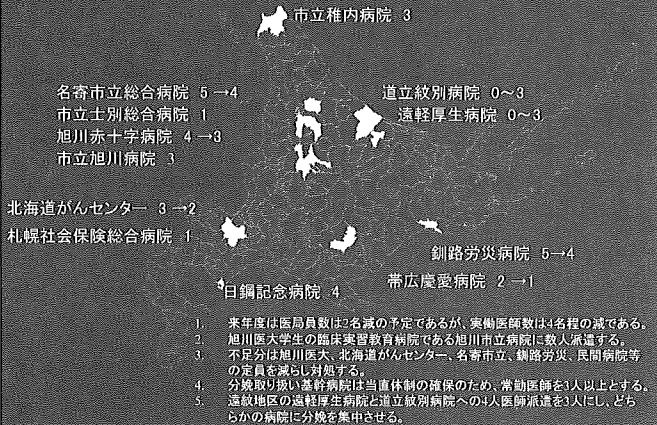 市立稚内病院 3
名寄市立総合病院 5→4
市立士別総合病院 1
旭川赤十字病院 4→3
市立旭川病院 3
道立紋別病院 0～3
遠軽厚生病院 0～3
北海道がんセンター 3→2
札幌社会保険総合病院 1
釧路労災病院 5→4
帯広慶愛病院 2→1
日鋼記念病院 4
1. 来年度は医局員数は2名減の予定であるが、実働医師数は4名程の減である。
2. 旭川医大学生の臨床実習教育病院である旭川市立病院に数人派遣する。
3. 不足分は旭川医大、北海道がんセンター、名寄市立、釧路労災、民間病院等
の定員を減らし対処する。
4. 分娩取り扱い基幹病院は当直体制の確保のため、常勤医師を3人以上とする。
5. 遠紋地区の遠軽厚生病院と道立紋別病院への4人医師派遣を3人にし、どち
らかの病院に分娩を集中させる。